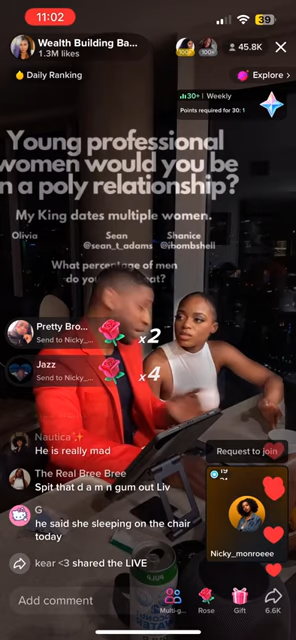 11:02
39
Wealth Building Ba...
1.3M likes
100+
45.8K
Daily Ranking
Explore >
30+ | Weekly
Points required for 30: 1
Young professional
women would you be
n a poly relationship?
My King dates multiple women.
Olivia
Sean
Shanice
@sean_t_adams
@ibombshell
What percentage of men
do you
at?
Pretty Bro...
Send to Nicky_...
x2
Jazz
Send to Nicky_...
x4
Nautica✨
He is really mad
The Real Bree Bree
Spit that d a m n gum out Liv
G
he said she sleeping on the chair
today
kear <3 shared the LIVE
Request to join
Nicky_monroeee
Add comment
Multi-g...
Rose
Gift
6.6K